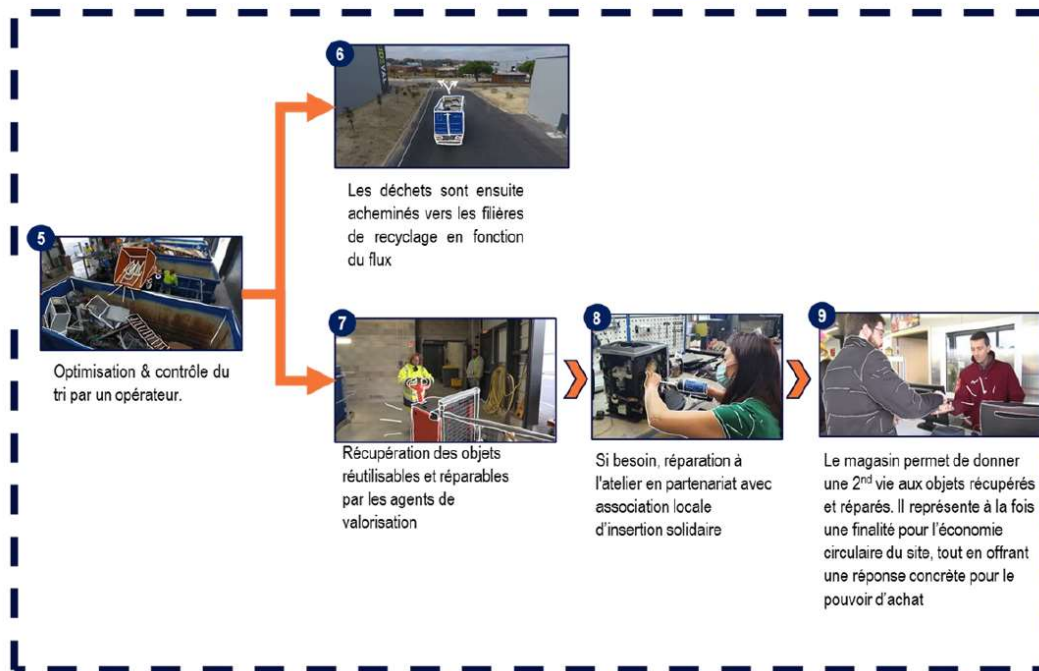 6
Les déchets sont ensuite
acheminés vers les filières
de recyclage en fonction
du flux
5
Optimisation & contrôle du
tri par un opérateur.
7
Récupération des objets
réutilisables et réparables
par les agents de
valorisation
8
Si besoin, réparation à
l'atelier en partenariat avec
association locale
d'insertion solidaire
9
Le magasin permet de donner
une 2nd vie aux objets récupérés
et réparés. Il représente à la fois
une finalité pour l'économie
circulaire du site, tout en offrant
une réponse concrète pour le
pouvoir d'achat